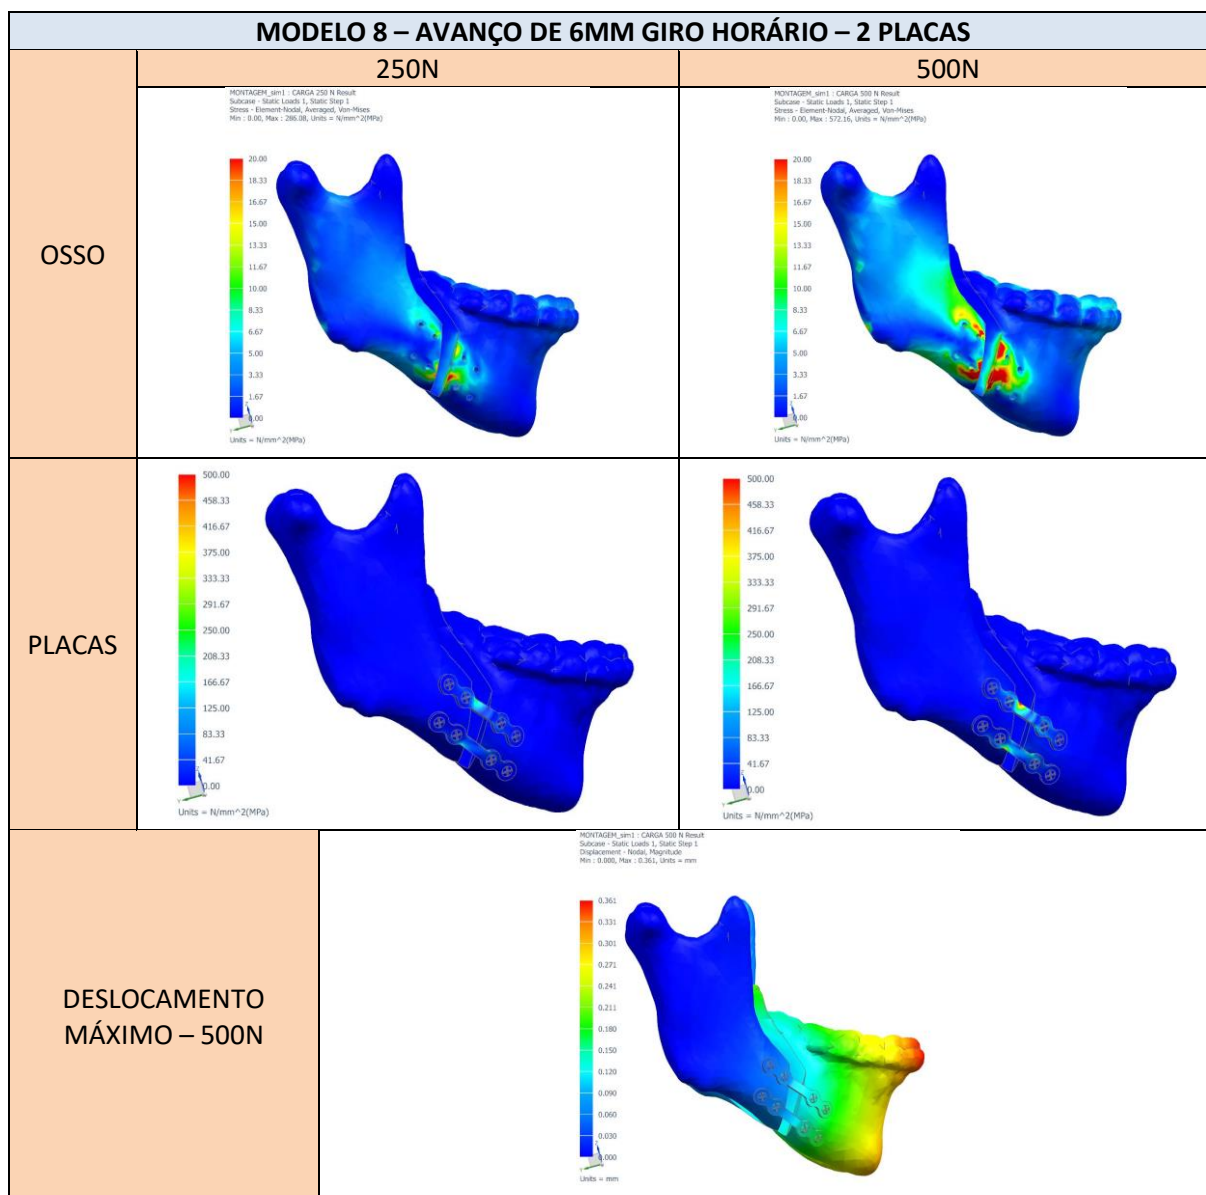 MODELO 8 – AVANÇO DE 6MM GIRO HORÁRIO – 2 PLACAS
250N
500N
OSSO
MONTAGEM_sim1 : CARGA 250 N Result
Subcase - Static Loads 1, Static Step 1
Stress - Element-Nodal, Averaged, Von-Mises
Min : 0.00, Max : 286.08, Units = N/mm^2(MPa)
20.00
18.33
16.67
15.00
13.33
11.67
10.00
8.33
6.67
5.00
3.33
1.67
0.00
Units = N/mm^2(MPa)
MONTAGEM_sim1 : CARGA 500 N Result
Subcase - Static Loads 1, Static Step 1
Stress - Element-Nodal, Averaged, Von-Mises
Min : 0.00, Max : 572.16, Units = N/mm^2(MPa)
20.00
18.33
16.67
15.00
13.33
11.67
10.00
8.33
6.67
5.00
3.33
1.67
0.00
Units = N/mm^2(MPa)
PLACAS
500.00
458.33
416.67
375.00
333.33
291.67
250.00
208.33
166.67
125.00
83.33
41.67
0.00
Units = N/mm^2(MPa)
500.00
458.33
416.67
375.00
333.33
291.67
250.00
208.33
166.67
125.00
83.33
41.67
0.00
Units = N/mm^2(MPa)
DESLOCAMENTO
MÁXIMO – 500N
MONTAGEM_sim1 : CARGA 500 N Result
Subcase - Static Loads 1, Static Step 1
Displacement - Nodal, Magnitude
Min : 0.000, Max : 0.361, Units = mm
0.361
0.331
0.301
0.271
0.241
0.211
0.180
0.150
0.120
0.090
0.060
0.030
0.000
Units = mm